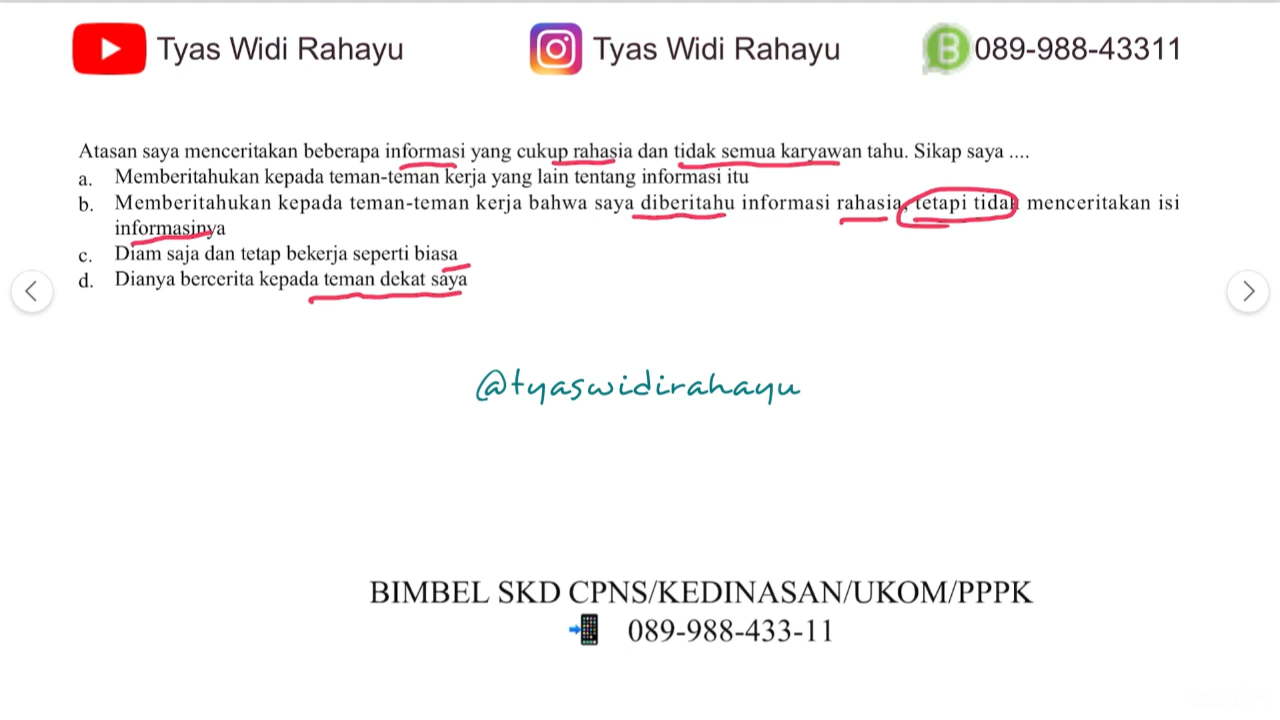 Tyas Widi Rahayu Tyas Widi Rahayu 089-988-43311
Atasan saya menceritakan beberapa informasi yang cukup rahasia dan tidak semua karyawan tahu. Sikap saya ....
a. Memberitahukan kepada teman-teman kerja yang lain tentang informasi itu
b. Memberitahukan kepada teman-teman kerja bahwa saya diberitahu informasi rahasia, tetapi tidak menceritakan isi
informasinya
c. Diam saja dan tetap bekerja seperti biasa
d. Dianya bercerita kepada teman dekat saya
@tyaswidirahayu
BIMBEL SKD CPNS/KEDINASAN/UKOM/PPPK
089-988-433-11